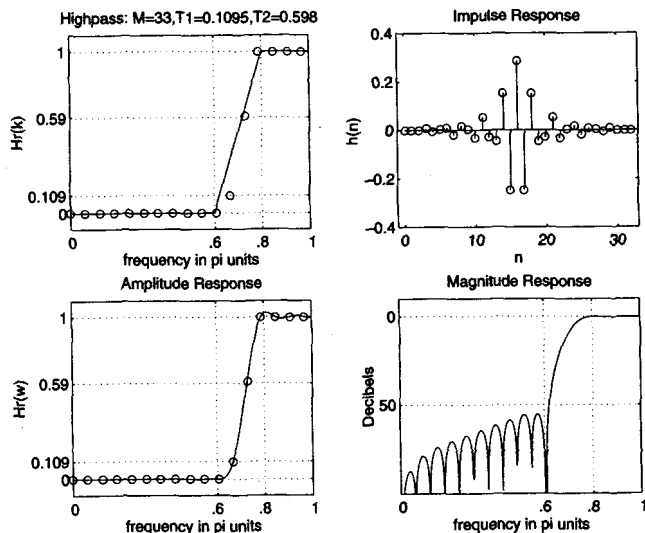 Highpass: M=33,T1=0.1095,T2=0.598
Hr(k)
1
0.59
0.109
0
0
.6
.8
1
frequency in pi units
Impulse Response
h(n)
0.4
0.2
0
-0.2
-0.4
0
10
20
30
n
Amplitude Response
Hr(w)
1
0.59
0.109
0
0
.6
.8
1
frequency in pi units
Magnitude Response
Decibels
0
50
0
.6
.8
1
frequency in pi units